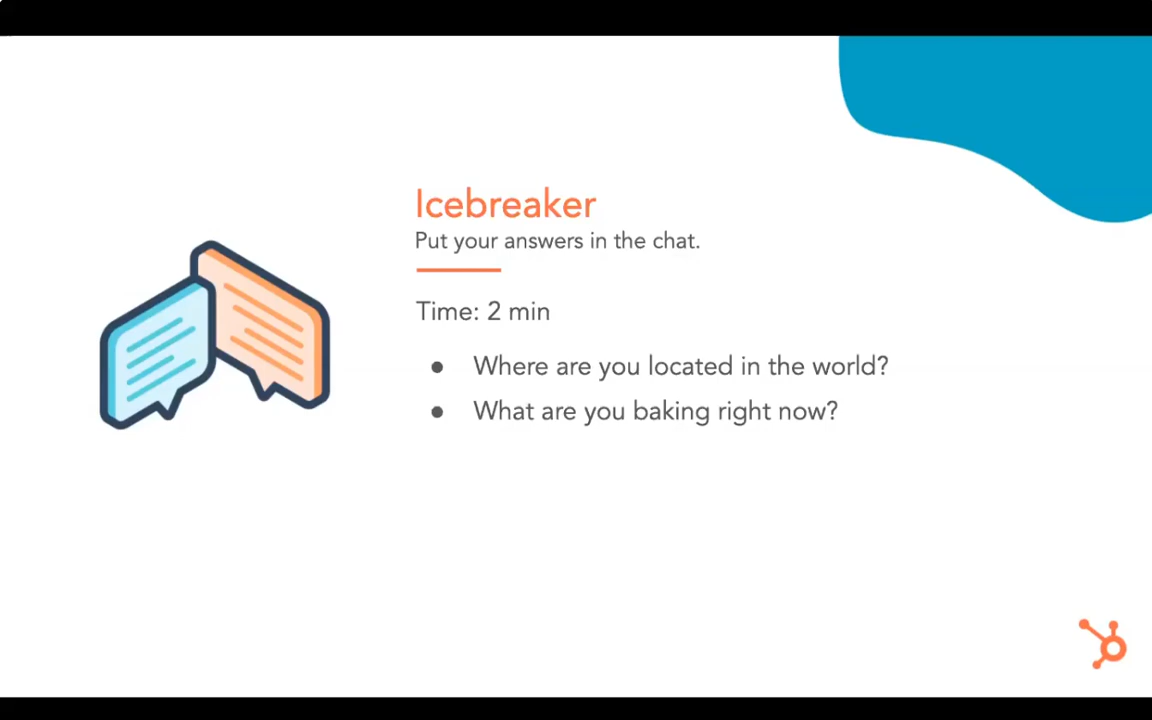 Icebreaker
Put your answers in the chat.
Time: 2 min
● Where are you located in the world?
● What are you baking right now?